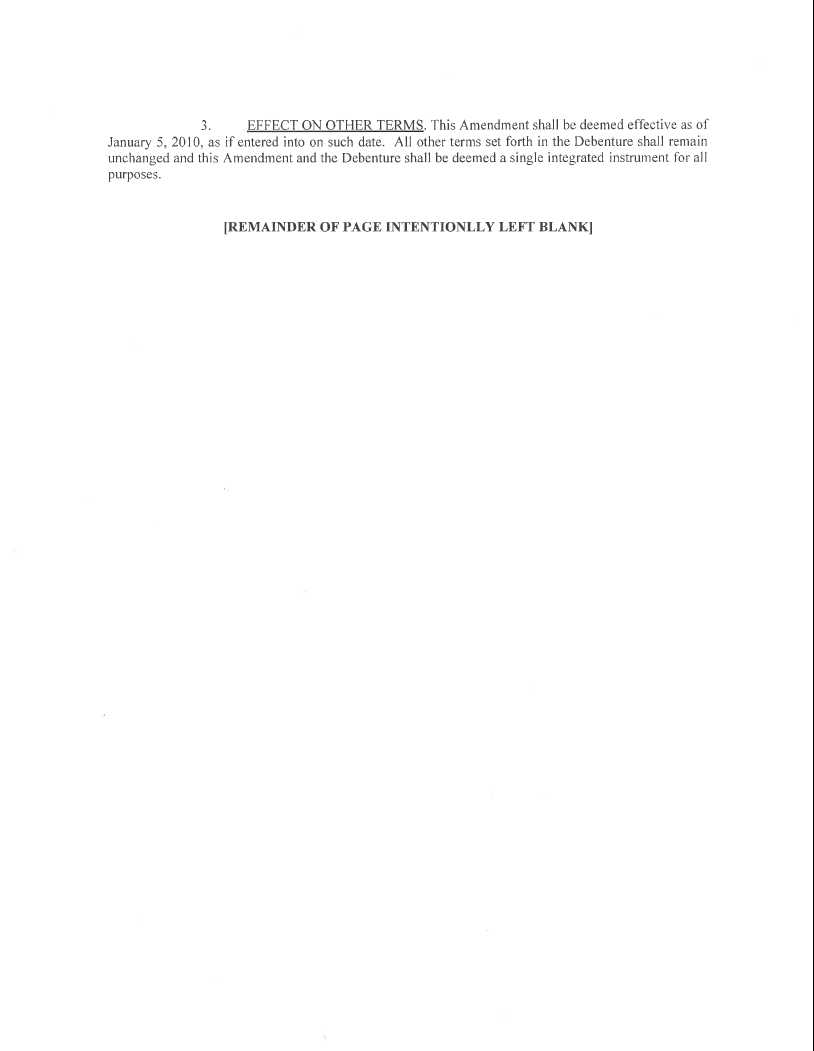 3. EFFECT ON OTHER TERMS. This Amendment shall be deemed effective as of
January 5, 2010, as if entered into on such date. All other terms set forth in the Debenture shall remain
unchanged and this Amendment and the Debenture shall be deemed a single integrated instrument for all
purposes.
[REMAINDER OF PAGE INTENTIONLLY LEFT BLANK]